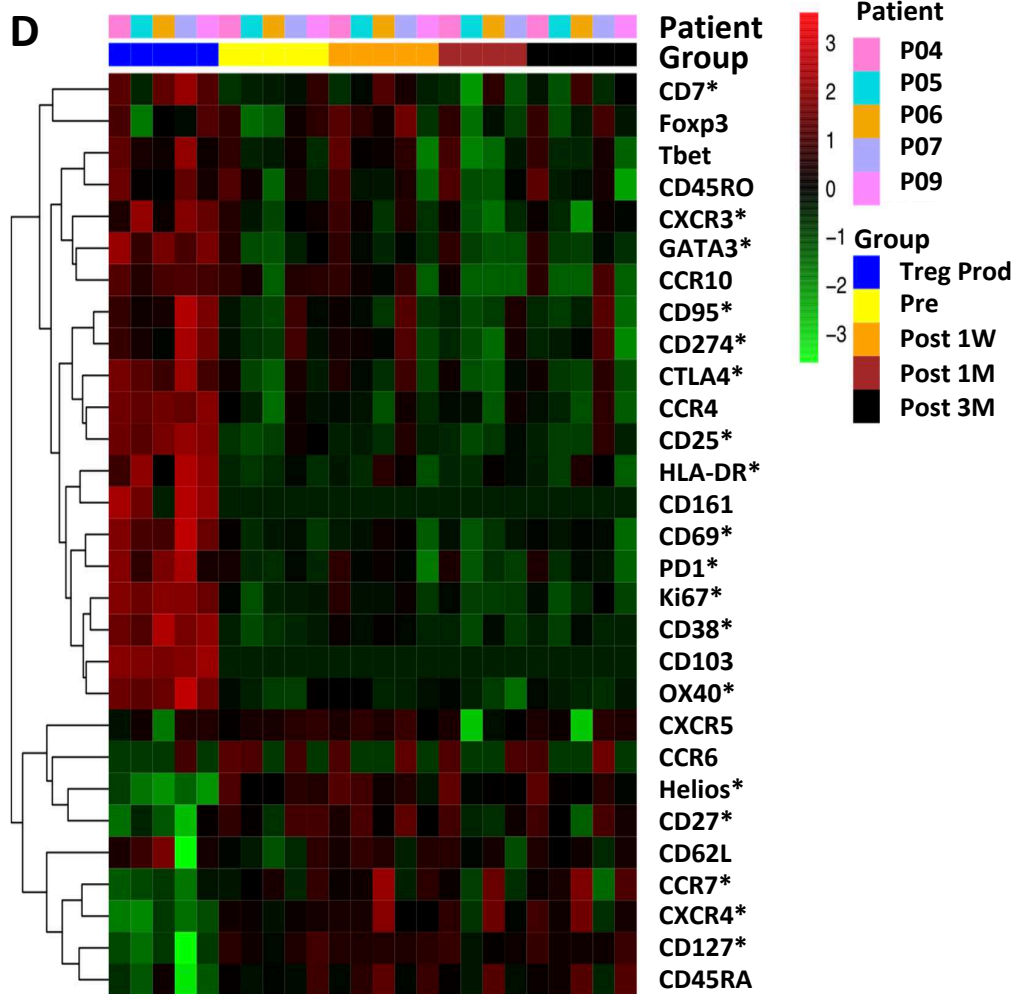 D
Patient
Group
CD7*
Foxp3
Tbet
CD45RO
CXCR3*
GATA3*
CCR10
CD95*
CD274*
CTLA4*
CCR4
CD25*
HLA-DR*
CD161
CD69*
PD1*
Ki67*
CD38*
CD103
OX40*
CXCR5
CCR6
Helios*
CD27*
CD62L
CCR7*
CXCR4*
CD127*
CD45RA
3
2
1
0
−1
−2
−3
Patient
P04
P05
P06
P07
P09
Group
Treg Prod
Pre
Post 1W
Post 1M
Post 3M